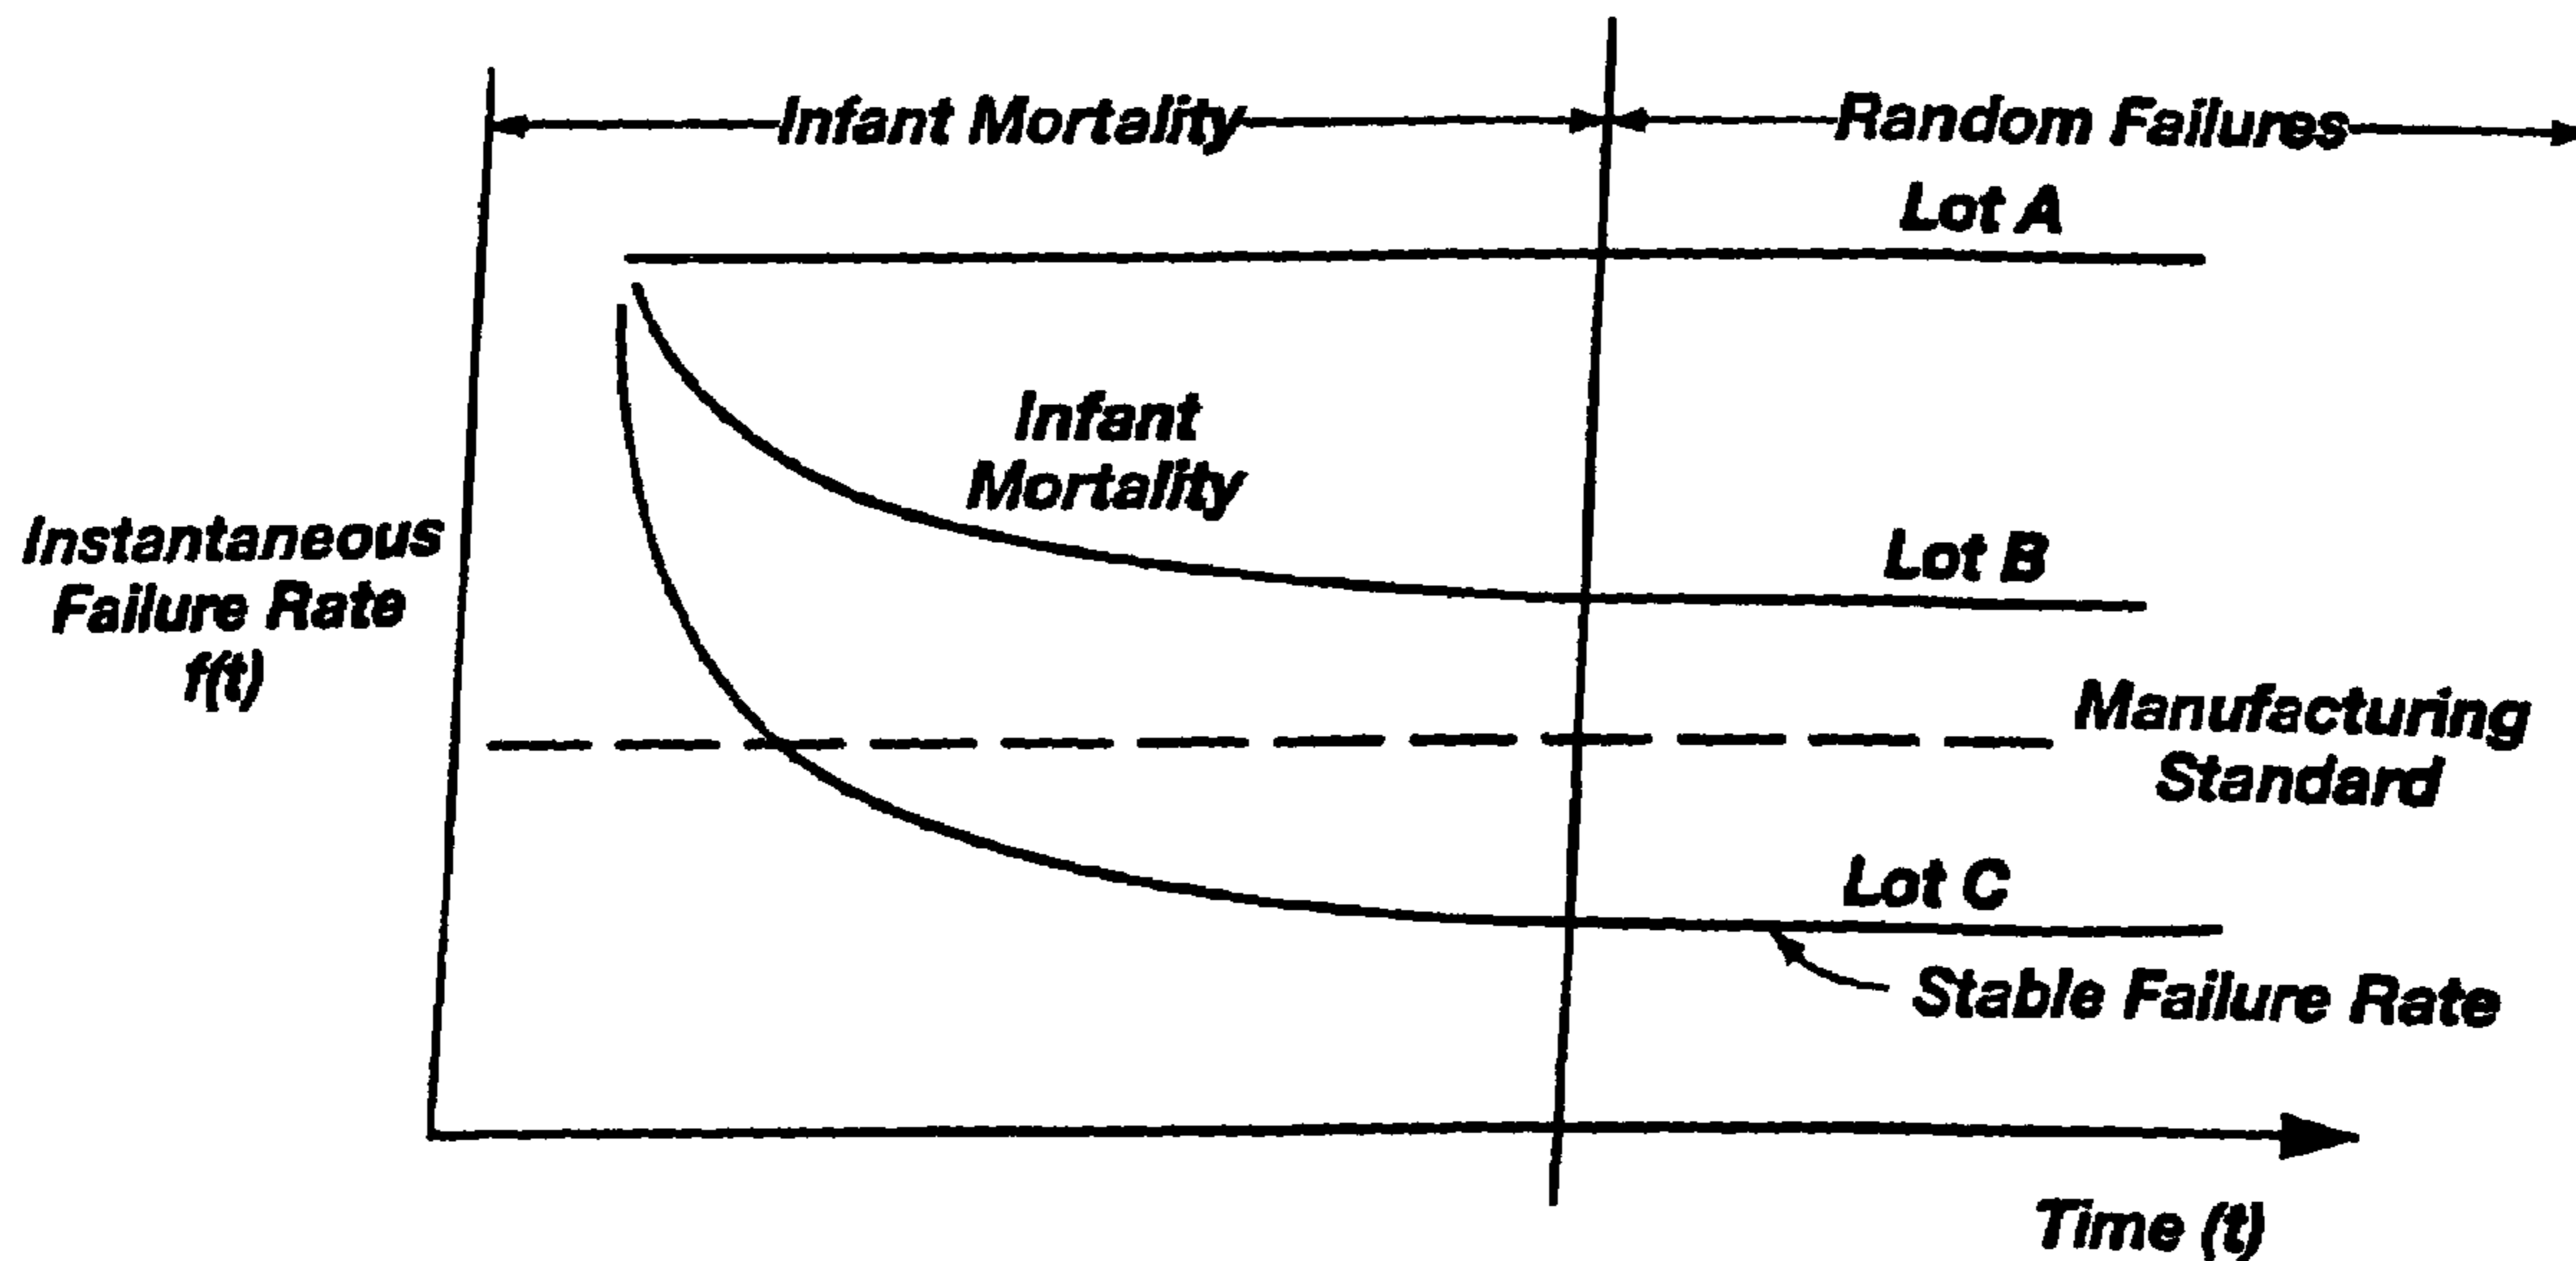 Infant Mortality
Random Failures
Lot A
Infant
Mortality
Instantaneous
Failure Rate
f(t)
Lot B
Manufacturing
Standard
Lot C
Stable Failure Rate
Time (t)